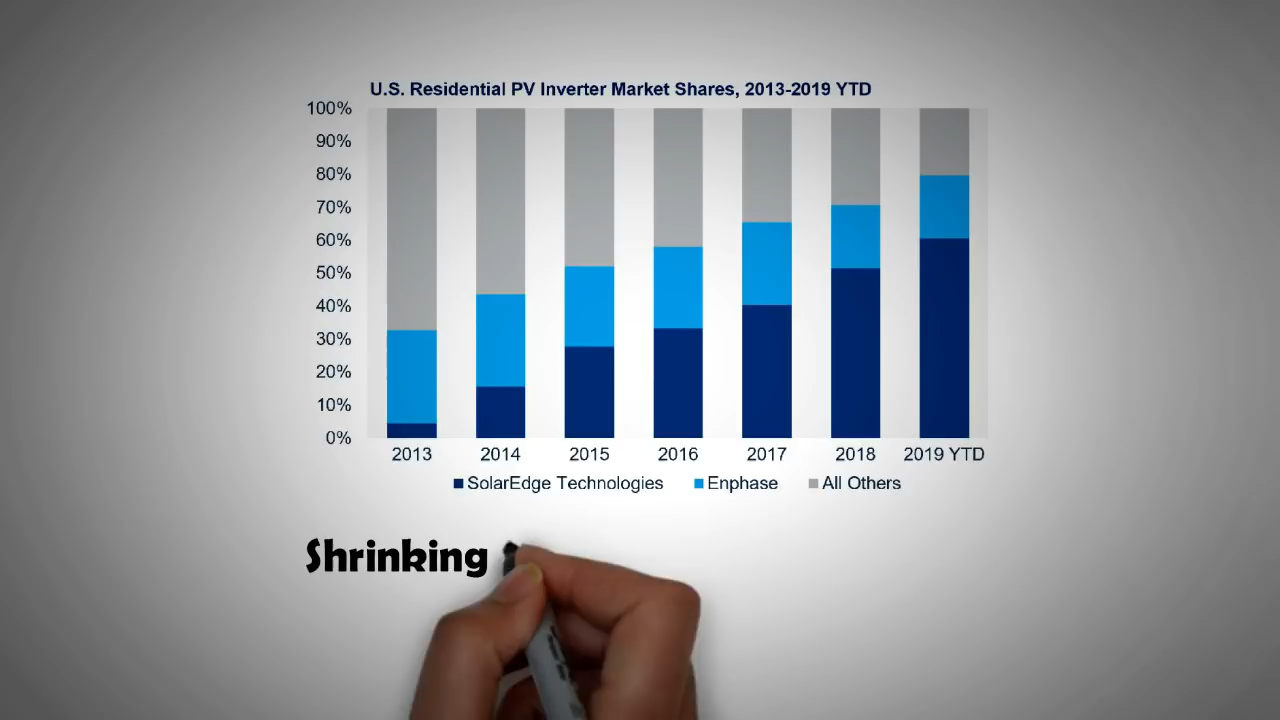 U.S. Residential PV Inverter Market Shares, 2013-2019 YTD
100%
90%
80%
70%
60%
50%
40%
30%
20%
10%
0%
2013 2014 2015 2016 2017 2018 2019 YTD
SolarEdge Technologies Enphase All Others
Shrinking